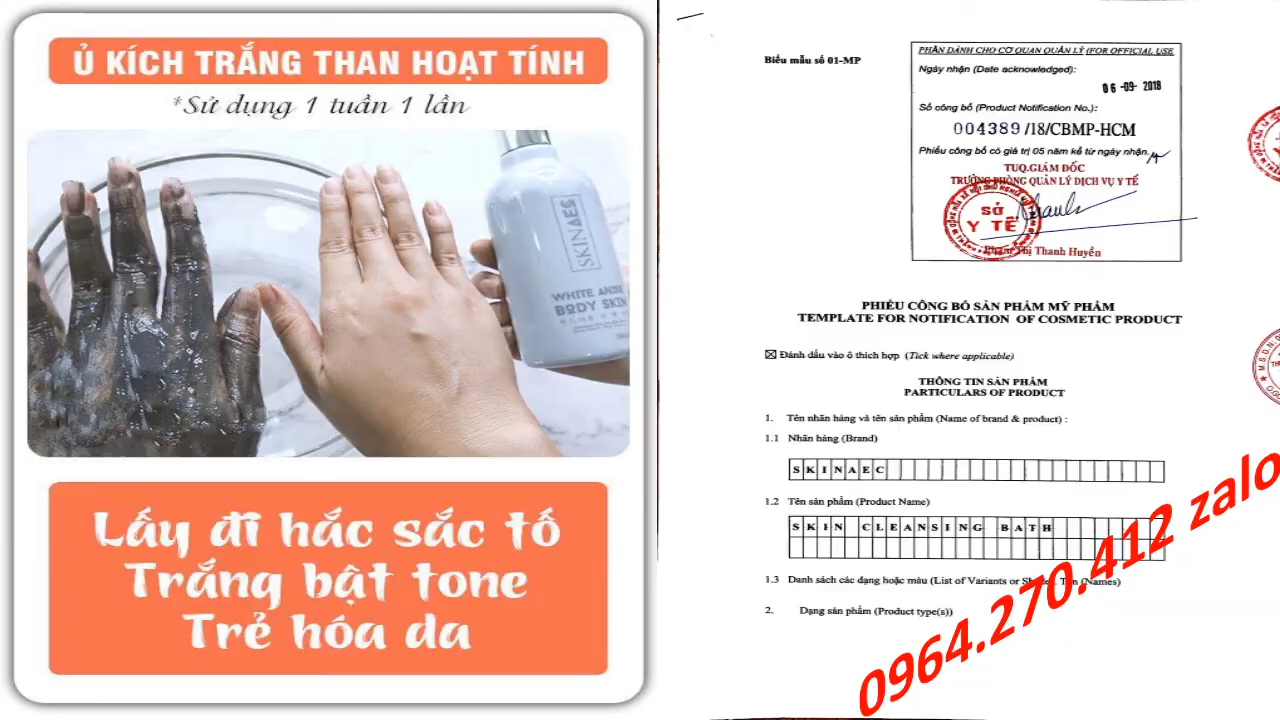 Ủ KÍCH TRẮNG THAN HOẠT TÍNH
*Sử dụng 1 tuần 1 lần
SKINAEC
WHITE
BODY SKIN
Lấy đi hắc sắc tố
Trắng bật tone
Trẻ hóa da
Biểu mẫu số 01-MP
PHẦN DÀNH CHO CƠ QUAN QUẢN LÝ (FOR OFFICIAL USE
Ngày nhận (Date acknowledged):
06-09-2018
Số công bố (Product Notification No.):
004389/18/CBMP-HCM
Phiếu công bố có giá trị 05 năm kể từ ngày nhận.
TUQ.GIÁM ĐỐC
TRƯỞNG PHÒNG QUẢN LÝ DỊCH VỤ Y TẾ
SỞ
Y TẾ
Phạm Thị Thanh Huyền
PHIẾU CÔNG BỐ SẢN PHẨM MỸ PHẨM
TEMPLATE FOR NOTIFICATION OF COSMETIC PRODUCT
Đánh dấu vào ô thích hợp (Tick where applicable)
THÔNG TIN SẢN PHẨM
PARTICULARS OF PRODUCT
1. Tên nhãn hàng và tên sản phẩm (Name of brand & product) :
1.1 Nhãn hàng (Brand)
SKINAEC
1.2 Tên sản phẩm (Product Name)
SKIN CLEANSING BATH
1.3 Danh sách các dạng hoặc màu (List of Variants or (Names)
2. Dạng sản phẩm (Product type(s))
0964.270.412 zalo